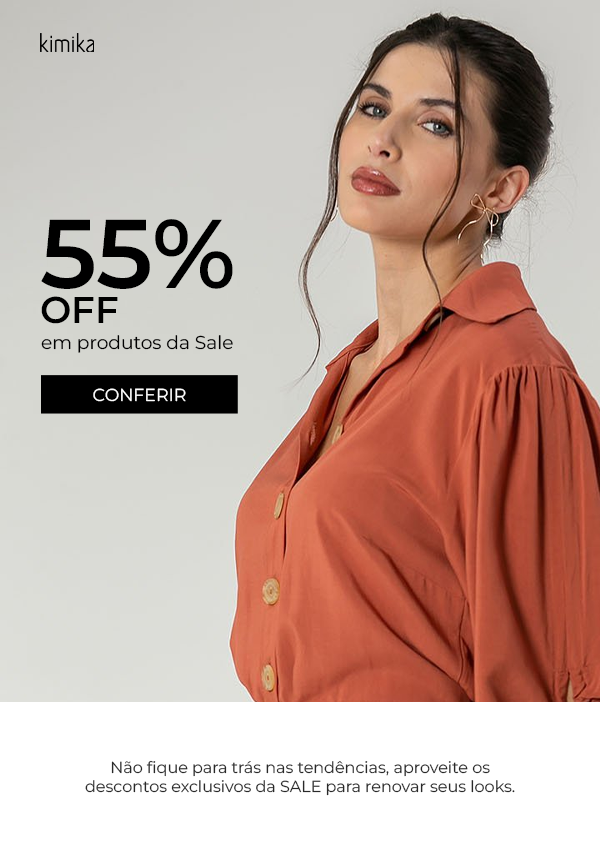 kimika
55%
OFF
em produtos da Sale
CONFERIR
Não fique para trás nas tendências, aproveite os
descontos exclusivos da SALE para renovar seus looks.